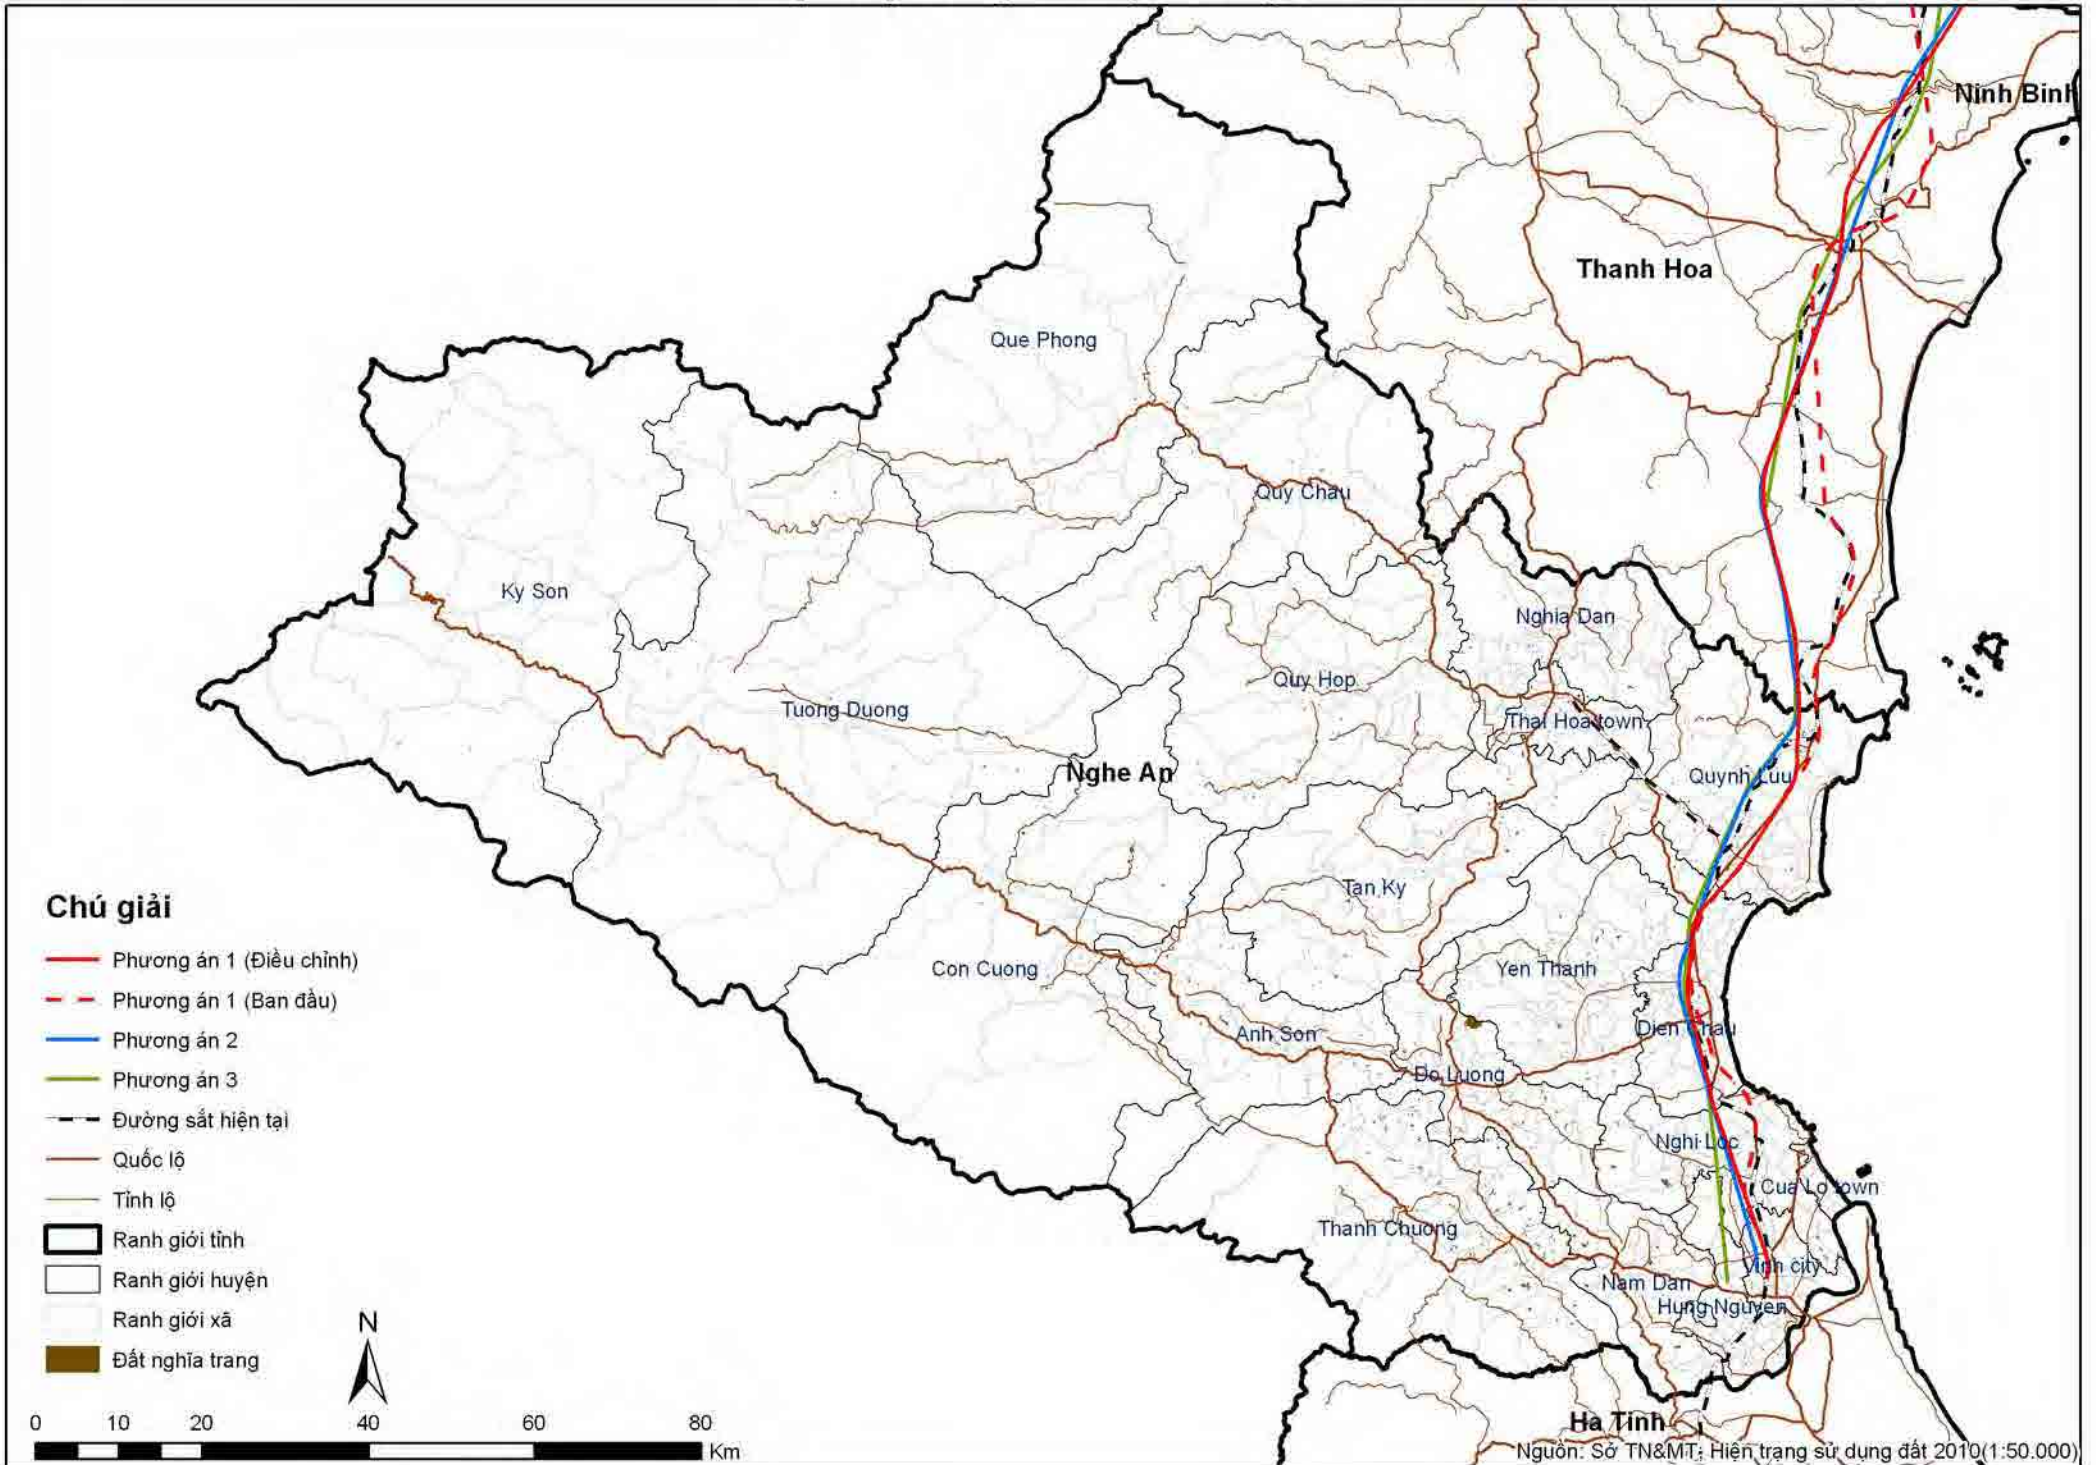 Ninh Binh
Thanh Hoa
Que Phong
Quy Chau
Ky Son
Nghia Dan
Quy Hop
Tuong Duong
Thai Hoa town
Nghe An
Quynh Luu
Tan Ky
Con Cuong
Yen Thanh
Anh Son
Dien Chau
Do Luong
Nghi Loc
Cua Lo town
Thanh Chuong
Vinh city
Nam Dan
Hung Nguyen
Ha Tinh
Chú giải
Phương án 1 (Điều chỉnh)
Phương án 1 (Ban đầu)
Phương án 2
Phương án 3
Đường sắt hiện tại
Quốc lộ
Tỉnh lộ
Ranh giới tỉnh
Ranh giới huyện
Ranh giới xã
Đất nghĩa trang
N
0 10 20 40 60 80
Km
Nguồn: Sở TN&MT; Hiện trạng sử dụng đất 2010(1:50.000)